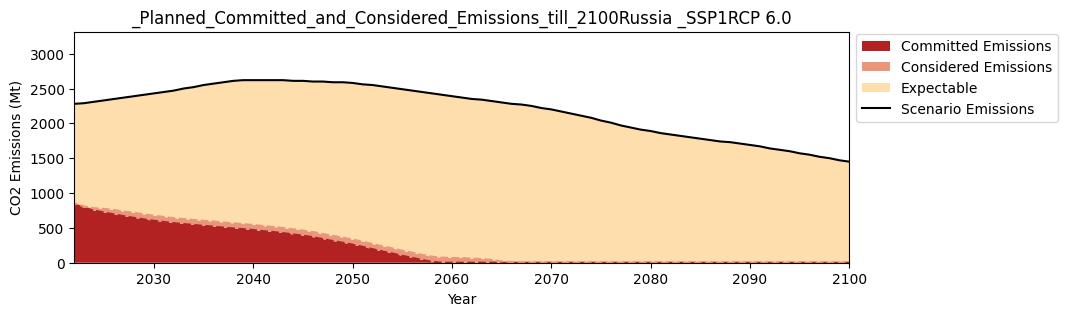 _Planned_Committed_and_Considered_Emissions_till_2100Russia _SSP1RCP 6.0
Committed Emissions
Considered Emissions
Expectable
Scenario Emissions
CO2 Emissions (Mt)
3000
2500
2000
1500
1000
500
0
2030 2040 2050 2060 2070 2080 2090 2100
Year